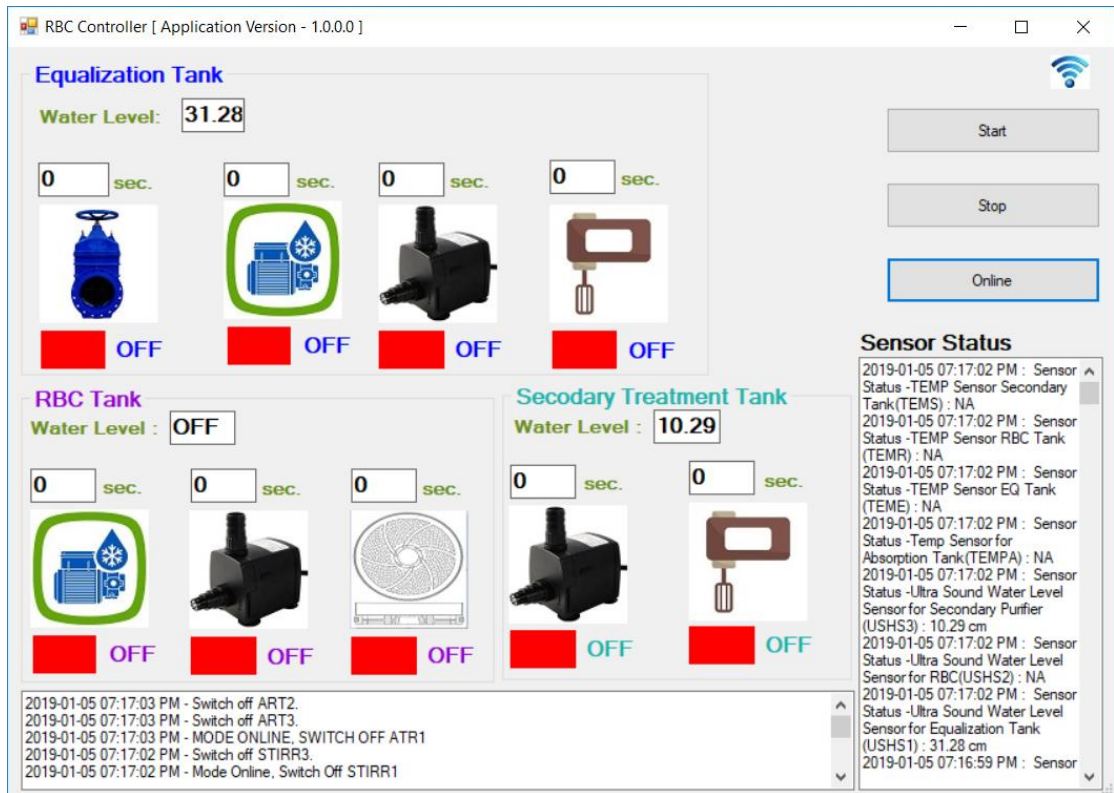 RBC Controller [ Application Version - 1.0.0.0 ]
Equalization Tank
Water Level: 31.28
0 sec. 0 sec. 0 sec. 0 sec.
OFF OFF OFF OFF
Start
Stop
Online
RBC Tank
Water Level : OFF
0 sec. 0 sec. 0 sec.
OFF OFF OFF
Secodary Treatment Tank
Water Level : 10.29
0 sec. 0 sec.
OFF OFF
Sensor Status
2019-01-05 07:17:02 PM : Sensor
Status -TEMP Sensor Secondary
Tank(TEMS) : NA
2019-01-05 07:17:02 PM : Sensor
Status -TEMP Sensor RBC Tank
(TEMR) : NA
2019-01-05 07:17:02 PM : Sensor
Status -TEMP Sensor EQ Tank
(TEME) : NA
2019-01-05 07:17:02 PM : Sensor
Status -Temp Sensor for
Absorption Tank(TEMPA) : NA
2019-01-05 07:17:02 PM : Sensor
Status -Ultra Sound Water Level
Sensor for Secondary Purifier
(USHS3) : 10.29 cm
2019-01-05 07:17:02 PM : Sensor
Status -Ultra Sound Water Level
Sensor for RBC(USHS2) : NA
2019-01-05 07:17:02 PM : Sensor
Status -Ultra Sound Water Level
Sensor for Equalization Tank
(USHS1) : 31.28 cm
2019-01-05 07:16:59 PM : Sensor
2019-01-05 07:17:03 PM - Switch off ART2.
2019-01-05 07:17:03 PM - Switch off ART3.
2019-01-05 07:17:03 PM - MODE ONLINE, SWITCH OFF ATR1
2019-01-05 07:17:02 PM - Switch off STIRR3.
2019-01-05 07:17:02 PM - Mode Online, Switch Off STIRR1